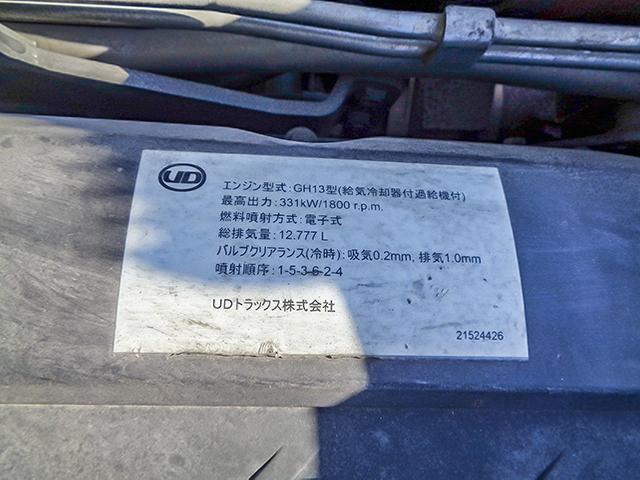 UD
エンジン型式：GH13型(給気冷却器付過給機付)
最高出力：331kW/1800 r.p.m.
燃料噴射方式：電子式
総排気量：12.777 L
バルブクリアランス(冷時)：吸気0.2mm, 排気1.0mm
噴射順序：1-5-3-6-2-4
UDトラックス株式会社
21524426